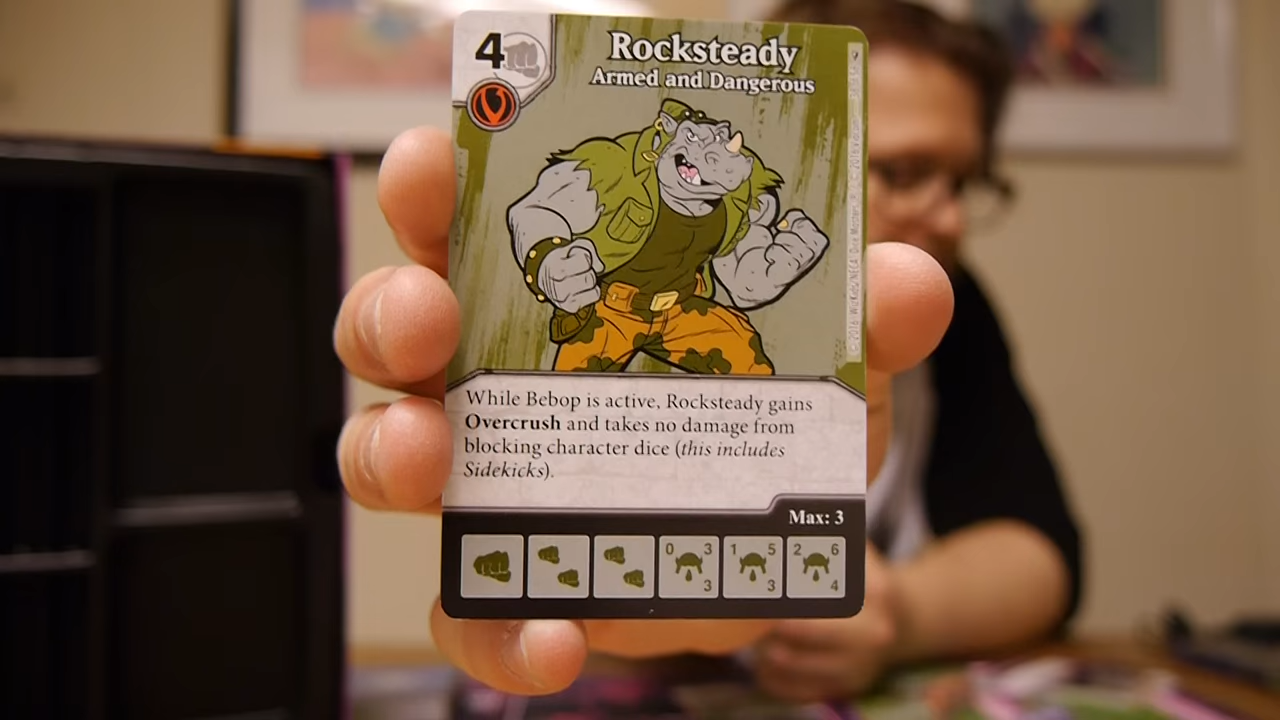 4
Rocksteady
Armed and Dangerous
While Bebop is active, Rocksteady gains
Overcrush and takes no damage from
blocking character dice (this includes
Sidekicks).
Max: 3
0 3
3
1 5
3
2 6
4